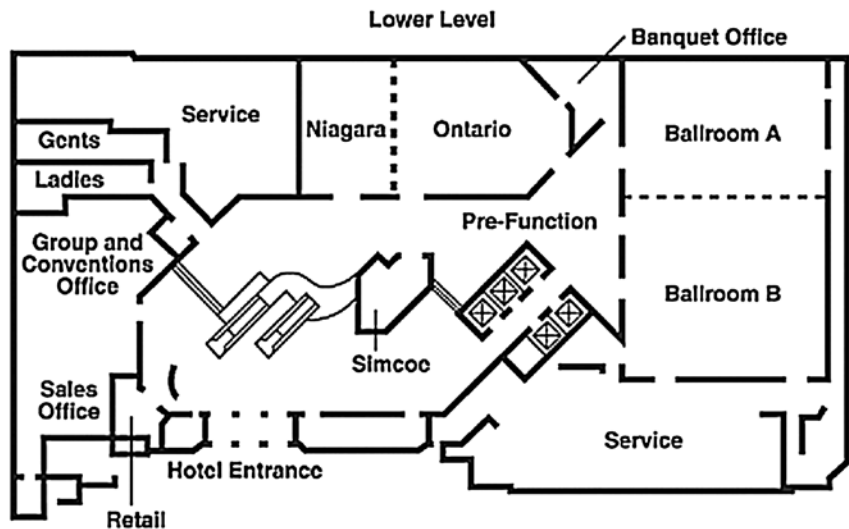 Lower Level
Banquet Office
Service
Niagara
Ontario
Ballroom A
Gents
Ladies
Pre-Function
Group and
Conventions
Office
Ballroom B
Simcoe
Sales
Office
Service
Hotel Entrance
Retail